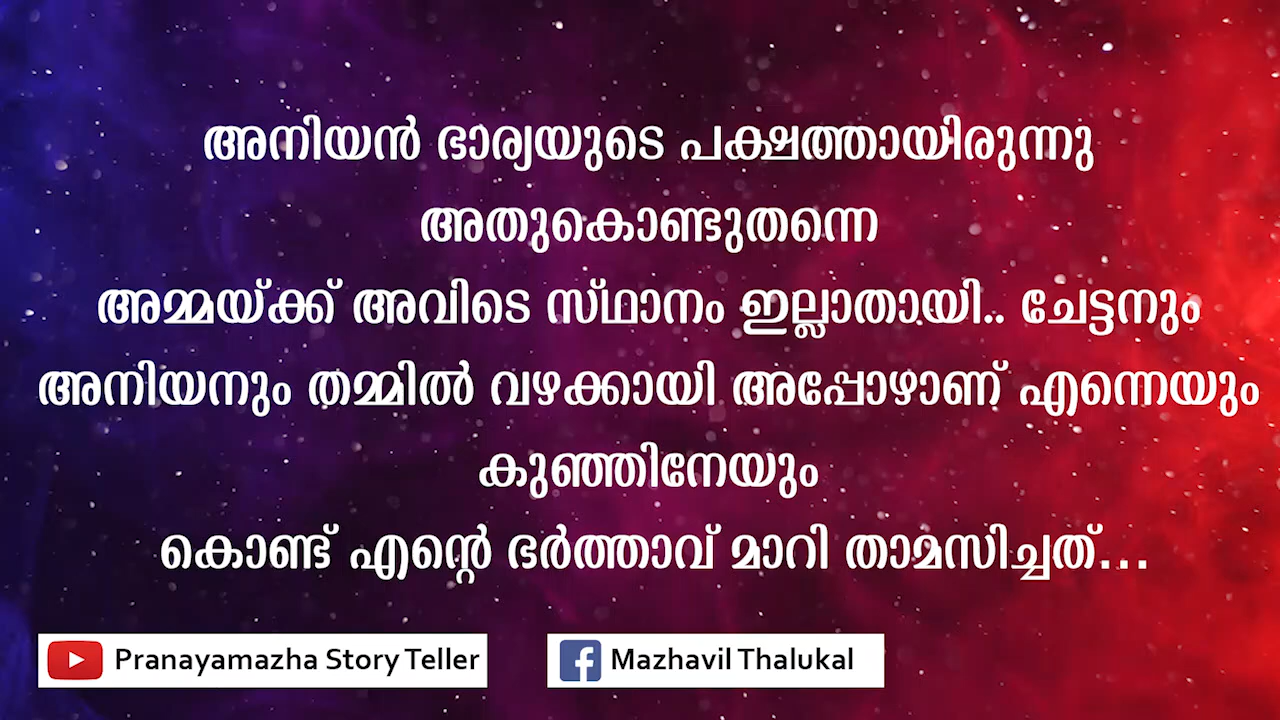 അനിയൻ ഭാര്യയുടെ പക്ഷത്തായിരുന്നു
അതുകൊണ്ടുതന്നെ
അമ്മയ്ക്ക് അവിടെ സ്ഥാനം ഇല്ലാതായി.. ചേട്ടനും
അനിയനും തമ്മിൽ വഴക്കായി അപ്പോഴാണ് എന്നെയും
കുഞ്ഞിനേയും
കൊണ്ട് എന്റെ ഭർത്താവ് മാറി താമസിച്ചത്...
Pranayamazha Story Teller
Mazhavil Thalukal